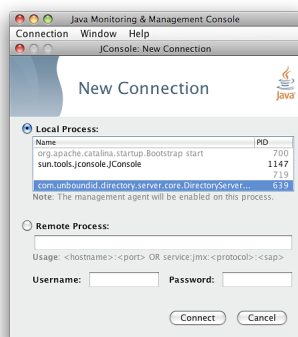 Java Monitoring & Management Console
Connection Window Help
JConsole: New Connection
New Connection
Java
Local Process:
Name PID
org.apache.catalina.startup.Bootstrap start 700
sun.tools.jconsole.JConsole 1147
719
com.unboundid.directory.server.core.DirectoryServer... 639
Note: The management agent will be enabled on this process.
Remote Process:
Usage: <hostname>:<port> OR service:jmx:<protocol>:<sap>
Username: Password:
Connect Cancel